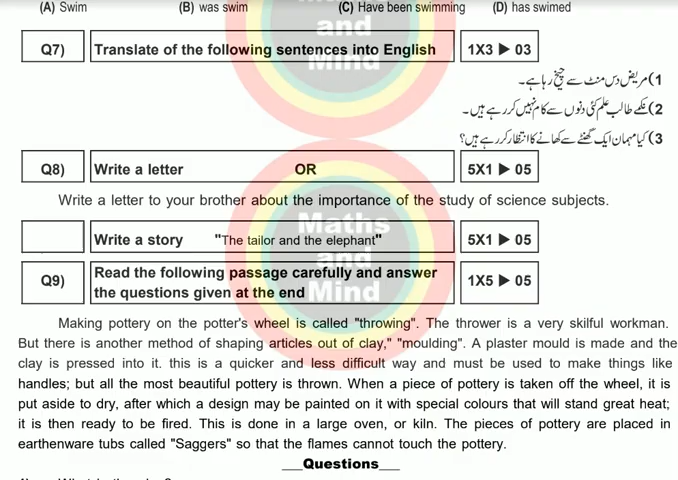 (A) Swim (B) was swim (C) Have been swimming (D) has swimed
Q7) Translate of the following sentences into English 1X3 ▶ 03
1) مریض دس منٹ سے چیخ رہا ہے۔
2) نکمے طالب علم کئی دنوں سے کام نہیں کر رہے ہیں۔
3) کیا مہمان ایک گھنٹے سے کھانے کا انتظار کر رہے ہیں؟
Q8) Write a letter OR 5X1 ▶ 05
Write a letter to your brother about the importance of the study of science subjects.
Write a story "The tailor and the elephant" 5X1 ▶ 05
Q9) Read the following passage carefully and answer
the questions given at the end 1X5 ▶ 05
Making pottery on the potter's wheel is called "throwing". The thrower is a very skilful workman.
But there is another method of shaping articles out of clay," "moulding". A plaster mould is made and the
clay is pressed into it. this is a quicker and less difficult way and must be used to make things like
handles; but all the most beautiful pottery is thrown. When a piece of pottery is taken off the wheel, it is
put aside to dry, after which a design may be painted on it with special colours that will stand great heat;
it is then ready to be fired. This is done in a large oven, or kiln. The pieces of pottery are placed in
earthenware tubs called "Saggers" so that the flames cannot touch the pottery.
___Questions___
and
Mind
Maths
and
Mind